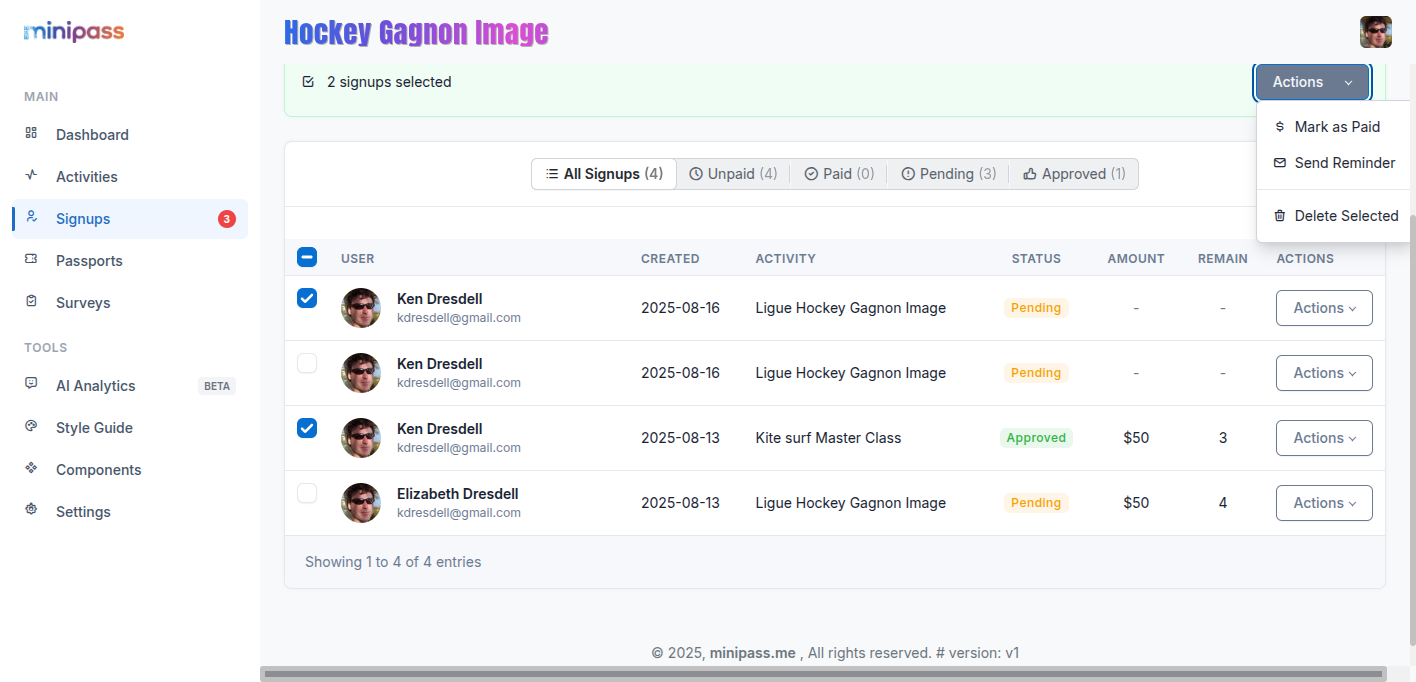 minipass
Hockey Gagnon Image
MAIN
Dashboard
Activities
Signups 3
Passports
Surveys
TOOLS
AI Analytics BETA
Style Guide
Components
Settings
2 signups selected
Actions
$ Mark as Paid
Send Reminder
Delete Selected
All Signups (4) Unpaid (4) Paid (0) Pending (3) Approved (1)
USER CREATED ACTIVITY STATUS AMOUNT REMAIN ACTIONS
Ken Dresdell 2025-08-16 Ligue Hockey Gagnon Image Pending - - Actions
kdresdell@gmail.com
Ken Dresdell 2025-08-16 Ligue Hockey Gagnon Image Pending - - Actions
kdresdell@gmail.com
Ken Dresdell 2025-08-13 Kite surf Master Class Approved $50 3 Actions
kdresdell@gmail.com
Elizabeth Dresdell 2025-08-13 Ligue Hockey Gagnon Image Pending $50 4 Actions
kdresdell@gmail.com
Showing 1 to 4 of 4 entries
© 2025, minipass.me , All rights reserved. # version: v1